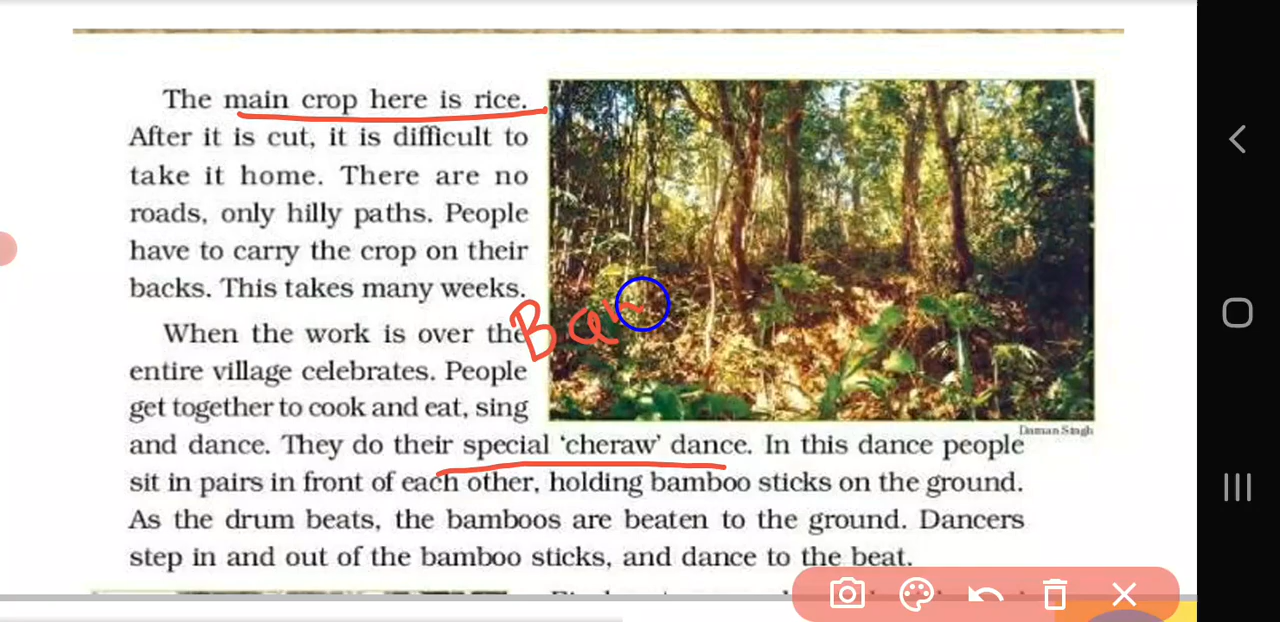 The main crop here is rice.
After it is cut, it is difficult to
take it home. There are no
roads, only hilly paths. People
have to carry the crop on their
backs. This takes many weeks.
When the work is over the
entire village celebrates. People
get together to cook and eat, sing
and dance. They do their special ‘cheraw’ dance. In this dance people
sit in pairs in front of each other, holding bamboo sticks on the ground.
As the drum beats, the bamboos are beaten to the ground. Dancers
step in and out of the bamboo sticks, and dance to the beat.
Daman Singh